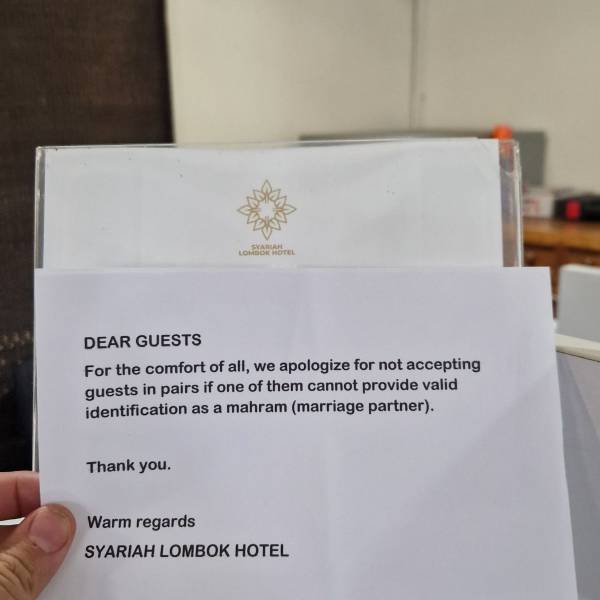 SYARIAH
LOMBOK HOTEL
DEAR GUESTS
For the comfort of all, we apologize for not accepting
guests in pairs if one of them cannot provide valid
identification as a mahram (marriage partner).
Thank you.
Warm regards
SYARIAH LOMBOK HOTEL